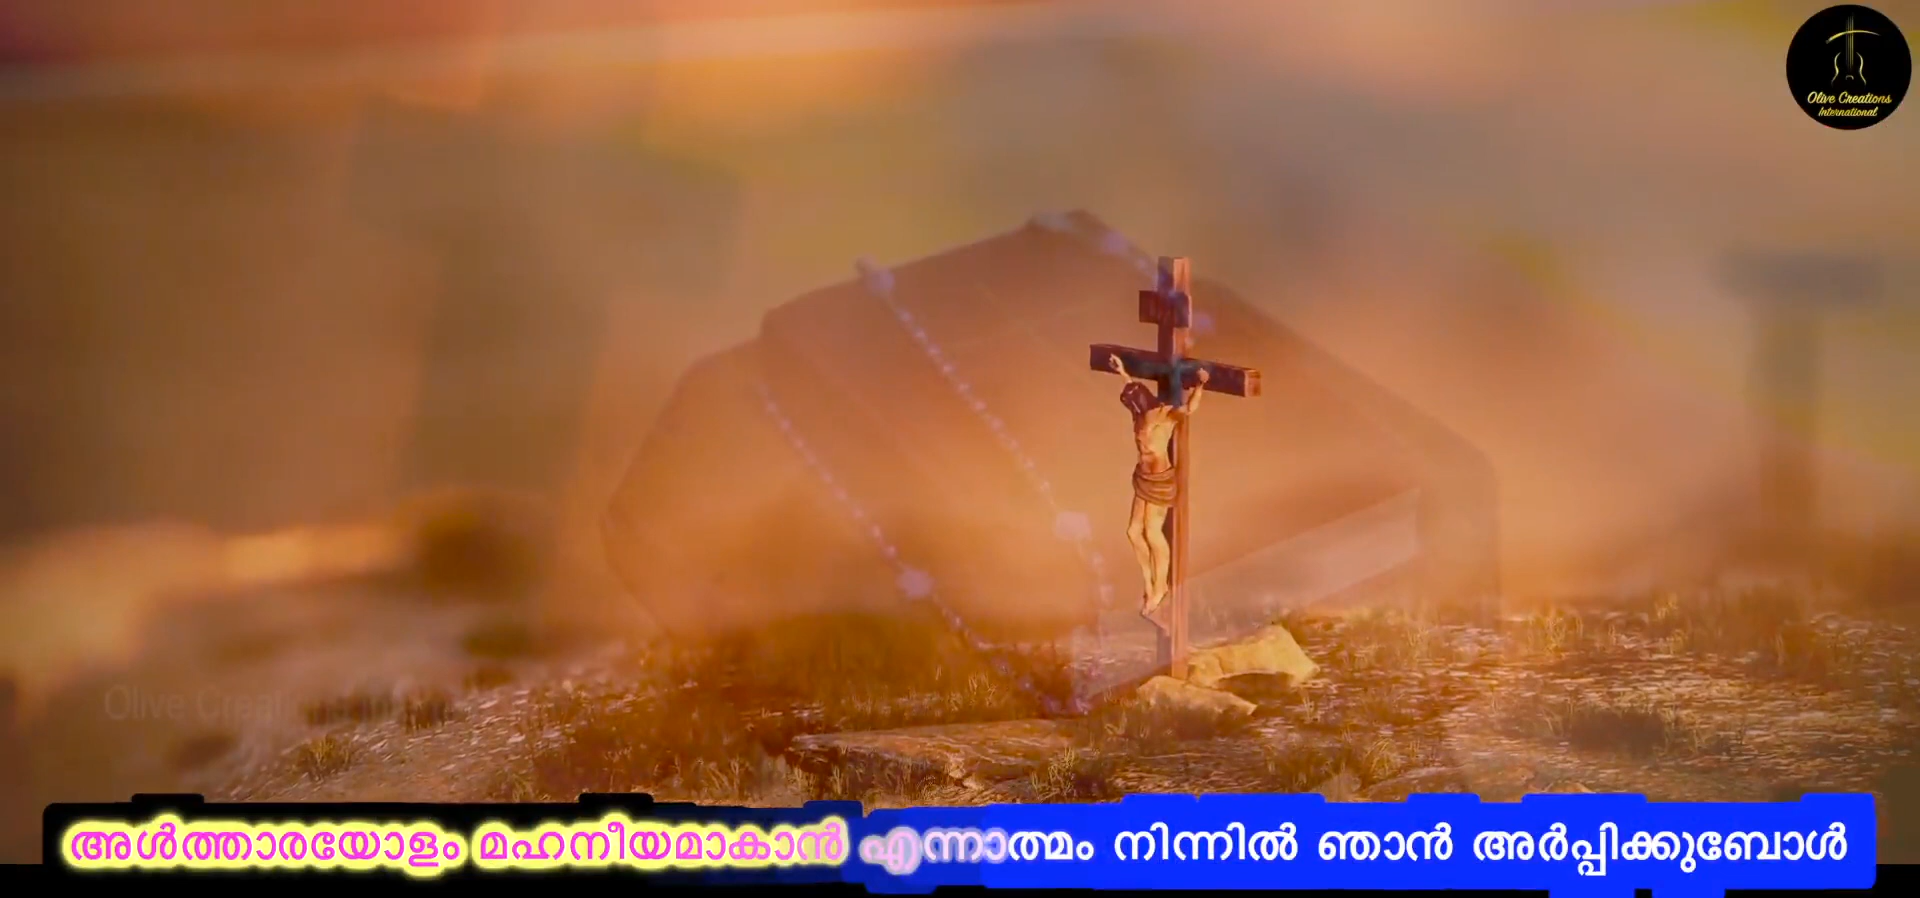 Olive Creations
International
അൾത്താരയോളം മഹനീയമാകാൻ എന്നാത്മം നിന്നിൽ ഞാൻ അർപ്പിക്കുബോൾ